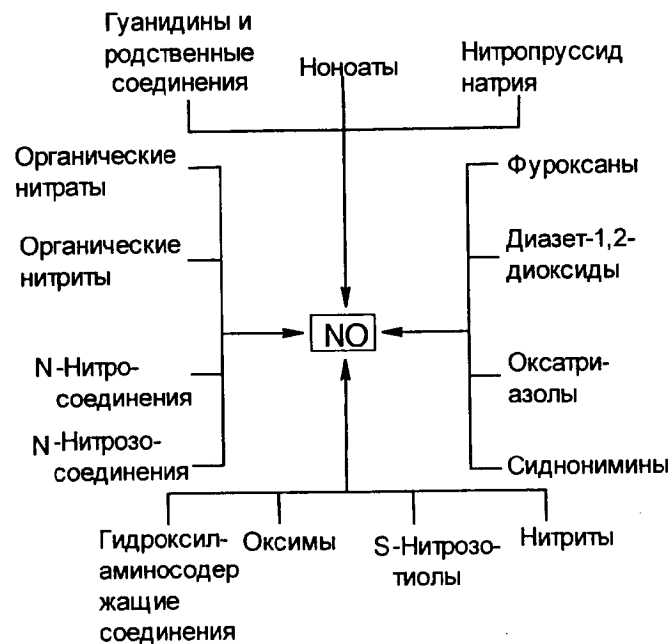 Гуанидины и
родственные
соединения
Ноноаты
Нитропруссид
натрия
Органические
нитраты
Органические
нитриты
N-Нитро-
соединения
N-Нитрозо-
соединения
NO
Фуроксаны
Диазет-1,2-
диоксиды
Оксатри-
азолы
Сиднонимины
Гидроксил-
аминосодер
жащие
соединения
Оксимы
S-Нитрозо-
тиолы
Нитриты